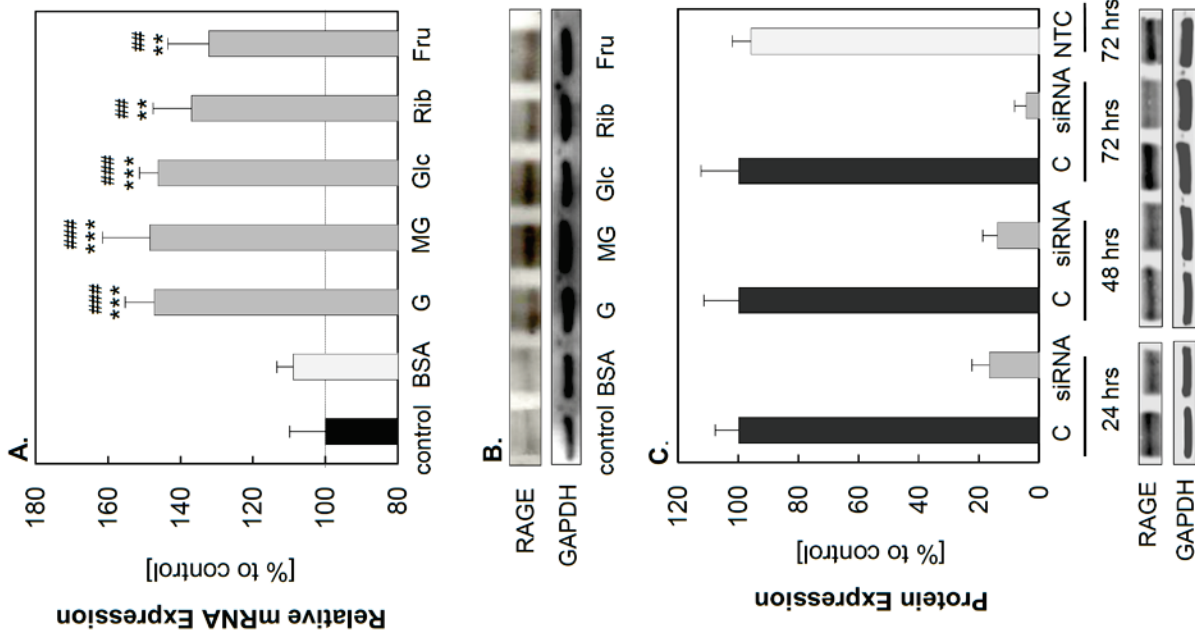 A.
180
160
140
120
100
80
Relative mRNA Expression
[% to control]
###
***
###
***
###
***
##
**
##
**
control BSA G MG Glc Rib Fru
B.
RAGE
GAPDH
control BSA G MG Glc Rib Fru
C.
120
100
80
60
40
20
0
Protein Expression
[% to control]
C siRNA C siRNA C siRNA NTC
24 hrs 48 hrs 72 hrs 72 hrs
RAGE
GAPDH